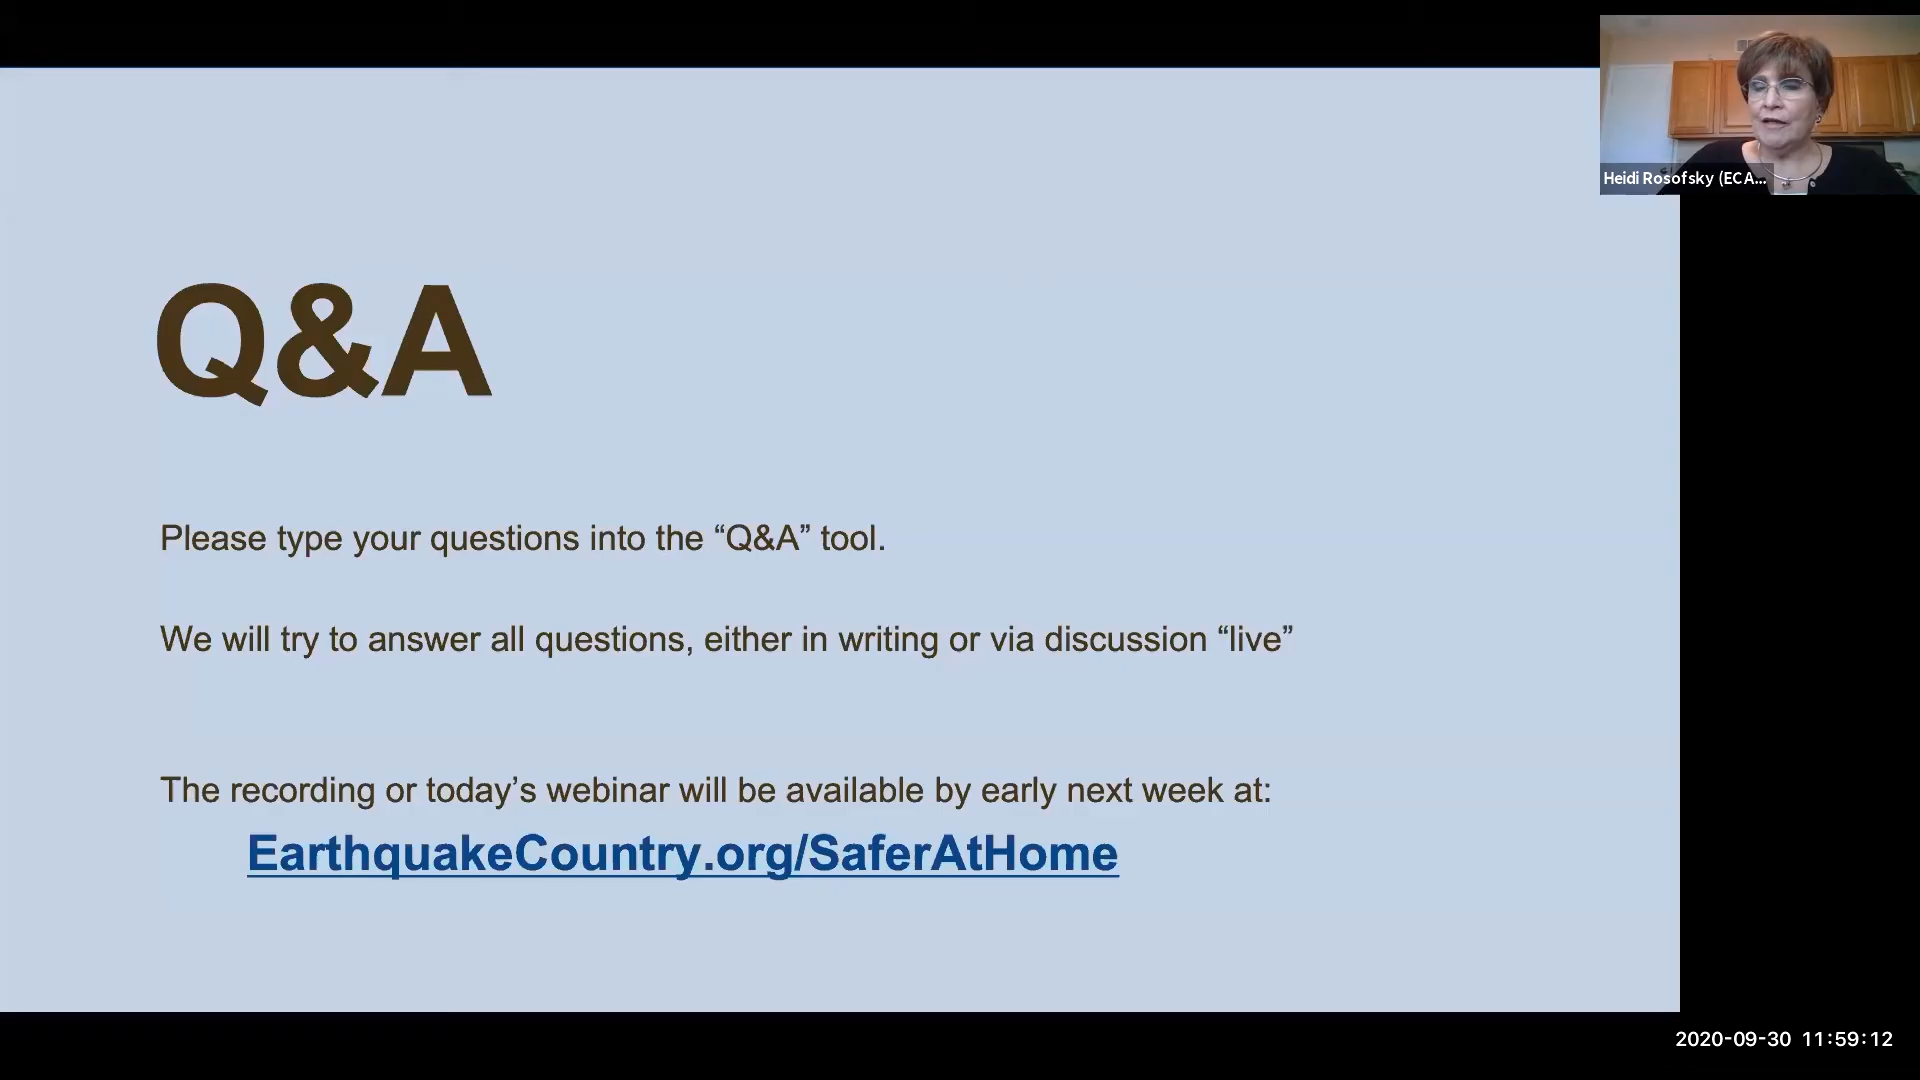 Heidi Rosofsky (ECA...
Q&A
Please type your questions into the “Q&A” tool.
We will try to answer all questions, either in writing or via discussion “live”
The recording or today’s webinar will be available by early next week at:
EarthquakeCountry.org/SaferAtHome
2020-09-30 11:59:12